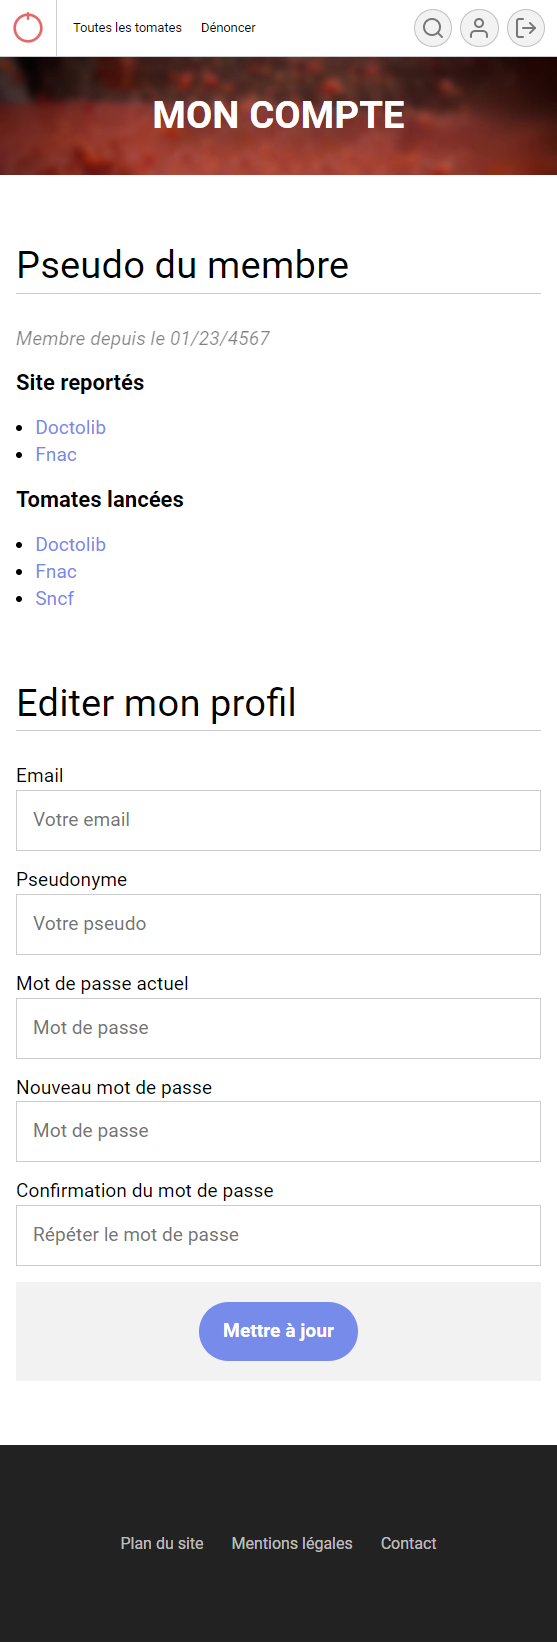 Toutes les tomates Dénoncer
MON COMPTE
Pseudo du membre
Membre depuis le 01/23/4567
Site reportés
Doctolib
Fnac
Tomates lancées
Doctolib
Fnac
Sncf
Editer mon profil
Email
Votre email
Pseudonyme
Votre pseudo
Mot de passe actuel
Mot de passe
Nouveau mot de passe
Mot de passe
Confirmation du mot de passe
Répéter le mot de passe
Mettre à jour
Plan du site Mentions légales Contact